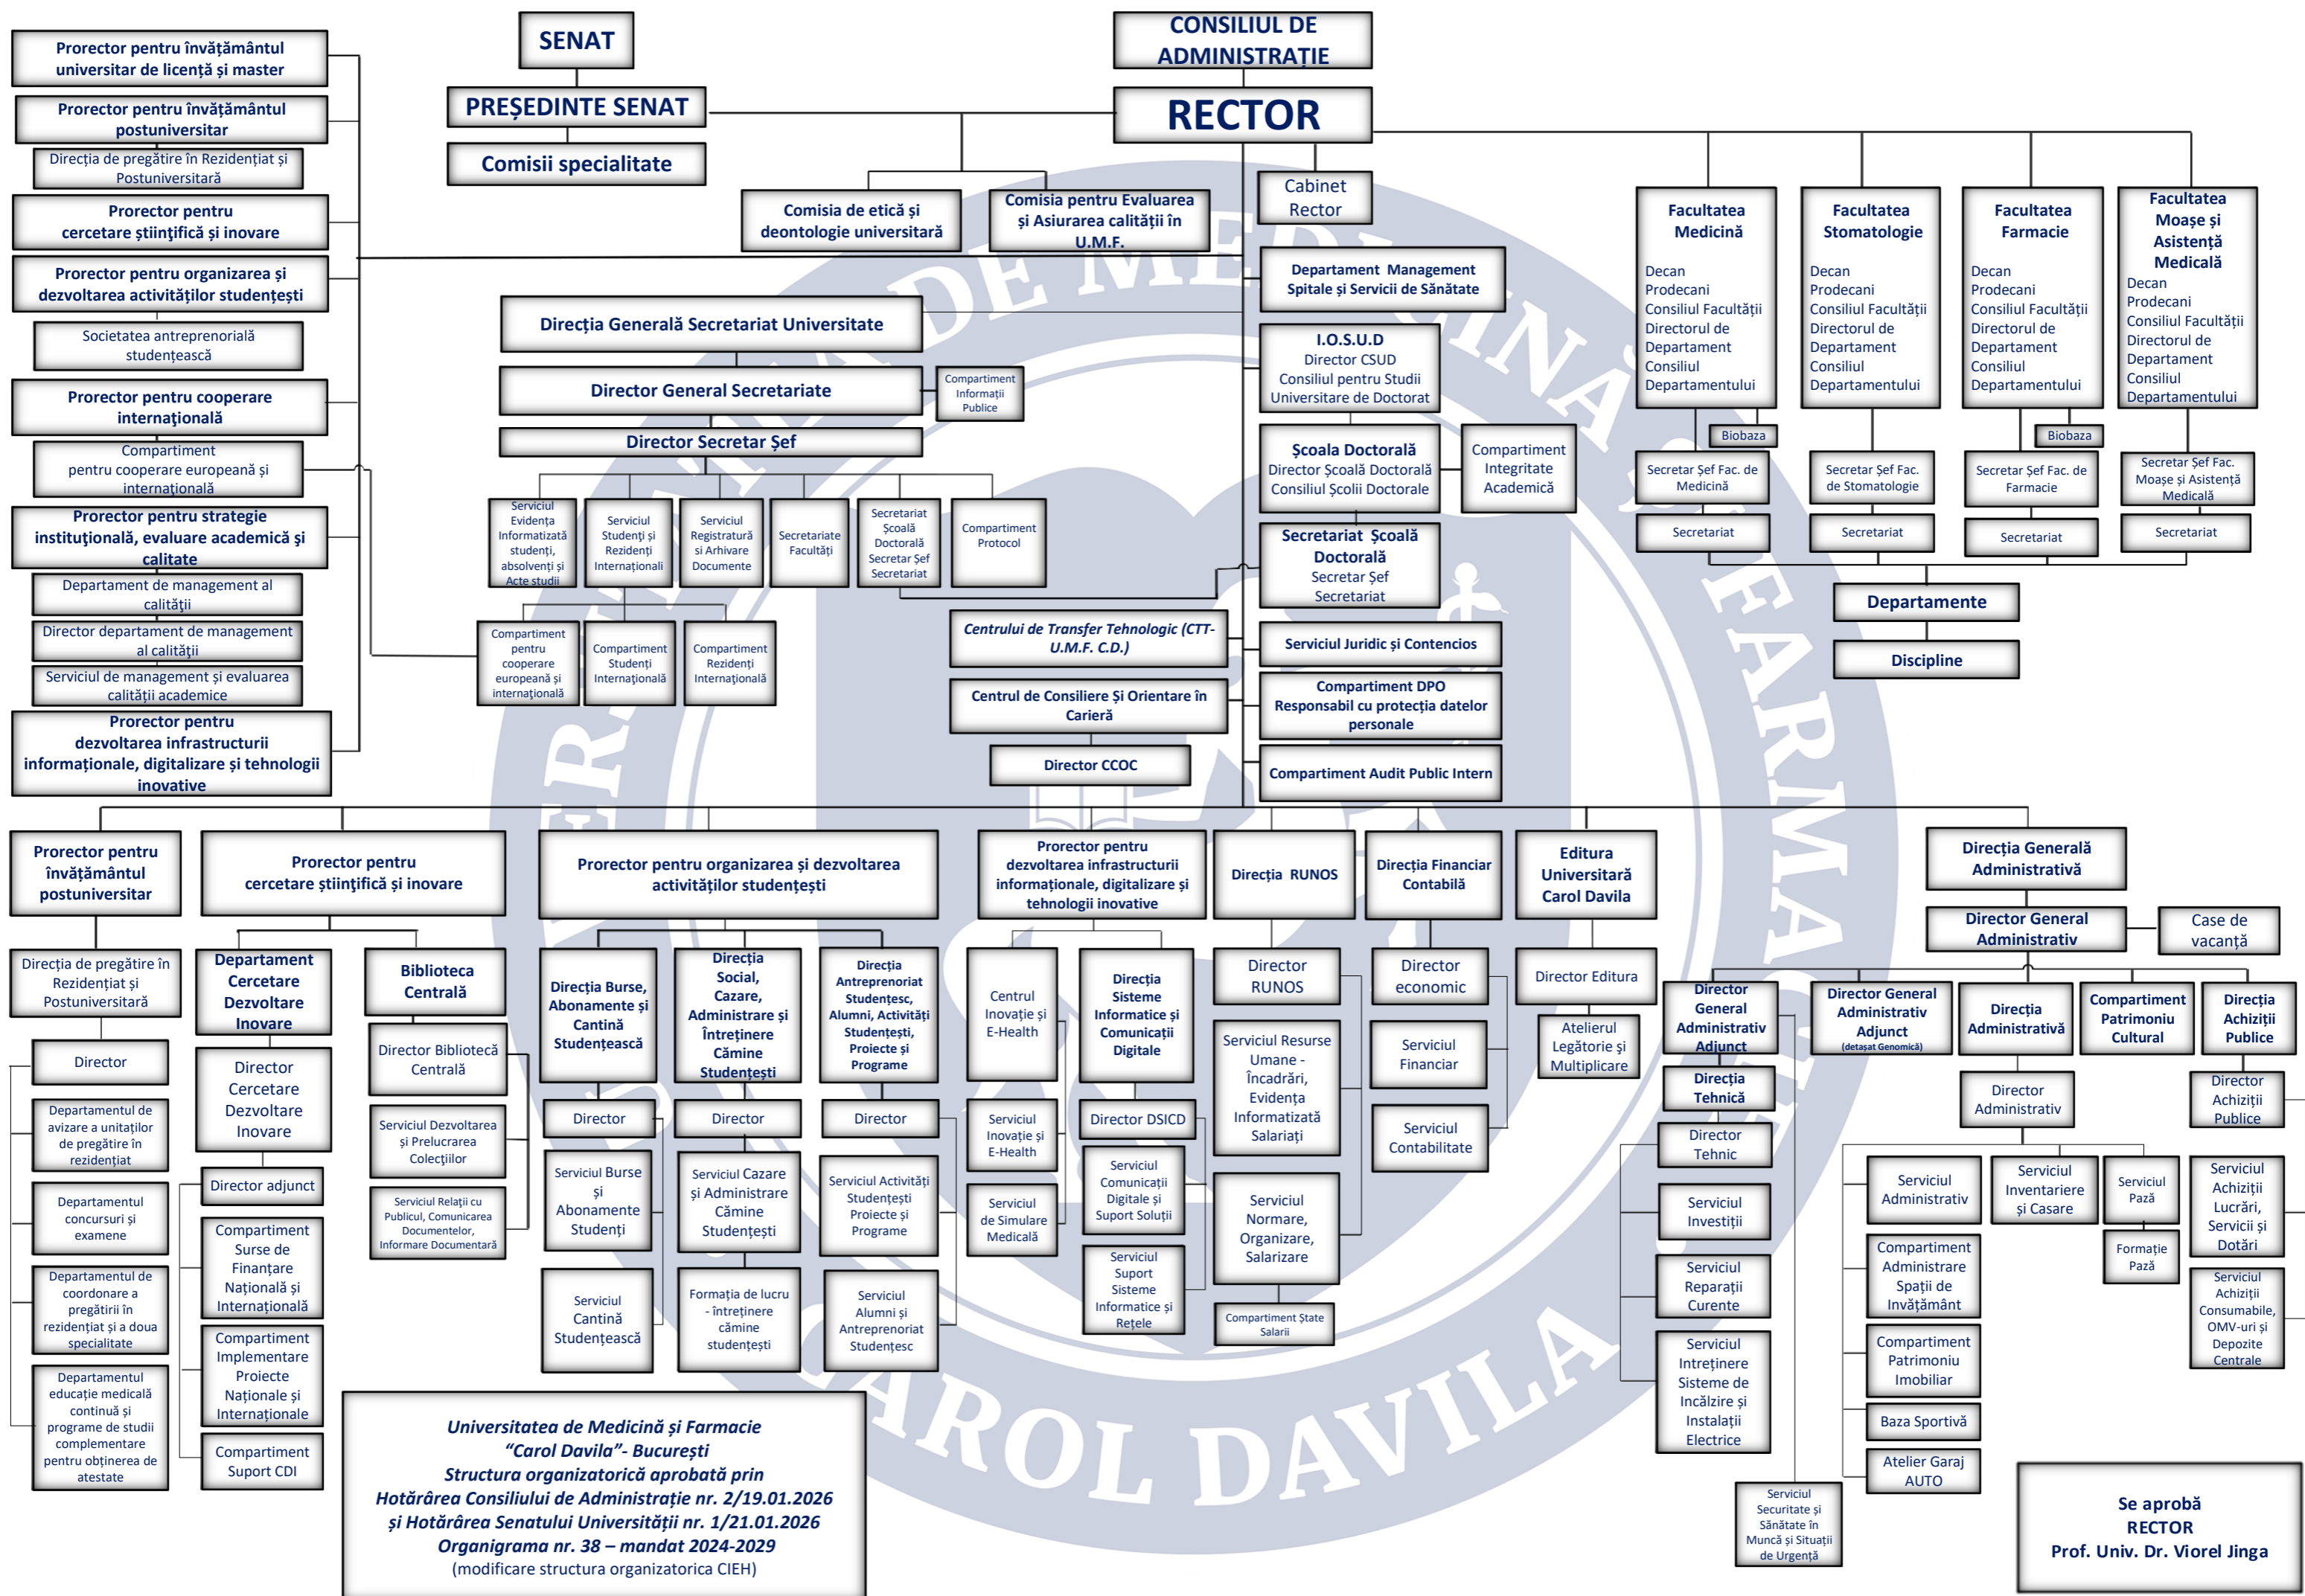 SENAT
CONSILIUL DE
ADMINISTRAȚIE
PREȘEDINTE SENAT
RECTOR
Comisii specialitate
Cabinet
Rector
Comisia de etică și
deontologie universitară
Comisia pentru Evaluarea
și Asiurarea calității în
U.M.F.
Prorector pentru învățământul
universitar de licență și master
Prorector pentru învățământul
postuniversitar
Direcția de pregătire în Rezidențiat și
Postuniversitară
Prorector pentru
cercetare științifică și inovare
Prorector pentru organizarea și
dezvoltarea activităților studențești
Societatea antreprenorială
studențească
Prorector pentru cooperare
internațională
Compartiment
pentru cooperare europeană și
internațională
Prorector pentru strategie
instituțională, evaluare academică și
calitate
Departament de management al
calității
Director departament de management
al calității
Serviciul de management și evaluarea
calității academice
Prorector pentru
dezvoltarea infrastructurii
informaționale, digitalizare și tehnologii
inovative
Direcția Generală Secretariat Universitate
Director General Secretariate
Compartiment
Informații
Publice
Director Secretar Șef
Serviciul
Evidența
Informatizată
studenți,
absolvenți și
Acte studii
Serviciul
Studenți și
Rezidenți
Internaționali
Serviciul
Registratură
si Arhivare
Documente
Secretariate
Facultăți
Secretariat
Școală
Doctorală
Secretar Șef
Secretariat
Compartiment
Protocol
Compartiment
pentru
cooperare
europeană și
internațională
Compartiment
Studenți
Internațională
Compartiment
Rezidenți
Internațională
Departament Management
Spitale și Servicii de Sănătate
I.O.S.U.D
Director CSUD
Consiliul pentru Studii
Universitare de Doctorat
Școala Doctorală
Director Școală Doctorală
Consiliul Școlii Doctorale
Compartiment
Integritate
Academică
Secretariat Școală
Doctorală
Secretar Șef
Secretariat
Centrului de Transfer Tehnologic (CTT-
U.M.F. C.D.)
Serviciul Juridic și Contencios
Centrul de Consiliere Și Orientare în
Carieră
Compartiment DPO
Responsabil cu protecția datelor
personale
Director CCOC
Compartiment Audit Public Intern
Facultatea
Medicină
Decan
Prodecani
Consiliul Facultății
Directorul de
Departament
Consiliul
Departamentului
Biobaza
Secretar Șef Fac. de
Medicină
Secretariat
Facultatea
Stomatologie
Decan
Prodecani
Consiliul Facultății
Directorul de
Departament
Consiliul
Departamentului
Secretar Șef Fac.
de Stomatologie
Secretariat
Facultatea
Farmacie
Decan
Prodecani
Consiliul Facultății
Directorul de
Departament
Consiliul
Departamentului
Biobaza
Secretar Șef Fac. de
Farmacie
Secretariat
Facultatea
Moașe și
Asistență
Medicală
Decan
Prodecani
Consiliul Facultății
Directorul de
Departament
Consiliul
Departamentului
Secretar Șef Fac.
Moașe și Asistență
Medicală
Secretariat
Departamente
Discipline
Prorector pentru
învățământul
postuniversitar
Direcția de pregătire în
Rezidențiat și
Postuniversitară
Director
Departamentul de
avizare a unitaților
de pregătire în
rezidențiat
Departamentul
concursuri și
examene
Departamentul de
coordonare a
pregătirii în
rezidențiat și a doua
specialitate
Departamentul
educație medicală
continuă și
programe de studii
complementare
pentru obținerea de
atestate
Prorector pentru
cercetare științifică și inovare
Departament
Cercetare
Dezvoltare
Inovare
Director
Cercetare
Dezvoltare
Inovare
Director adjunct
Compartiment
Surse de
Finanțare
Națională și
Internațională
Compartiment
Implementare
Proiecte
Naționale și
Internaționale
Compartiment
Suport CDI
Biblioteca
Centrală
Director Bibliotecă
Centrală
Serviciul Dezvoltarea
și Prelucrarea
Colecțiilor
Serviciul Relații cu
Publicul, Comunicarea
Documentelor,
Informare Documentară
Prorector pentru organizarea și dezvoltarea
activităților studențești
Direcția Burse,
Abonamente și
Cantină
Studențească
Director
Serviciul Burse
și
Abonamente
Studenți
Serviciul
Cantină
Studențească
Direcția
Social,
Cazare,
Administrare și
Întreținere
Cămine
Studențești
Director
Serviciul Cazare
și Administrare
Cămine
Studențești
Formația de lucru
- întreținere
cămine
studențești
Direcția
Antreprenoriat
Studențesc,
Alumni, Activități
Studențești,
Proiecte și
Programe
Director
Serviciul Activități
Studențești
Proiecte și
Programe
Serviciul
Alumni și
Antreprenoriat
Studențesc
Prorector pentru
dezvoltarea infrastructurii
informaționale, digitalizare și
tehnologii inovative
Centrul
Inovație și
E-Health
Serviciul
Inovație și
E-Health
Serviciul
de Simulare
Medicală
Direcția
Sisteme
Informatice și
Comunicații
Digitale
Director DSICD
Serviciul
Comunicații
Digitale și
Suport Soluții
Serviciul
Suport
Sisteme
Informatice și
Rețele
Direcția RUNOS
Director
RUNOS
Serviciul Resurse
Umane -
Încadrări,
Evidența
Informatizată
Salariați
Serviciul
Normare,
Organizare,
Salarizare
Compartiment State
Salarii
Direcția Financiar
Contabilă
Director
economic
Serviciul
Financiar
Serviciul
Contabilitate
Editura
Universitară
Carol Davila
Director Editura
Atelierul
Legătorie și
Multiplicare
Direcția Generală
Administrativă
Director General
Administrativ
Case de
vacanță
Director
General
Administrativ
Adjunct
Direcția
Tehnică
Director
Tehnic
Serviciul
Investiții
Serviciul
Reparații
Curente
Serviciul
Intreținere
Sisteme de
Incălzire și
Instalații
Electrice
Serviciul
Securitate și
Sănătate în
Muncă și Situații
de Urgență
Director General
Administrativ
Adjunct
(detașat Genomică)
Direcția
Administrativă
Director
Administrativ
Serviciul
Administrativ
Compartiment
Administrare
Spații de
Invățământ
Compartiment
Patrimoniu
Imobiliar
Baza Sportivă
Atelier Garaj
AUTO
Serviciul
Inventariere
și Casare
Serviciul
Pază
Formație
Pază
Compartiment
Patrimoniu
Cultural
Direcția
Achiziții
Publice
Director
Achiziții
Publice
Serviciul
Achiziții
Lucrări,
Servicii și
Dotări
Serviciul
Achiziții
Consumabile,
OMV-uri și
Depozite
Centrale
Universitatea de Medicină și Farmacie
“Carol Davila”- București
Structura organizatorică aprobată prin
Hotărârea Consiliului de Administrație nr. 2/19.01.2026
și Hotărârea Senatului Universității nr. 1/21.01.2026
Organigrama nr. 38 – mandat 2024-2029
(modificare structura organizatorica CIEH)
Se aprobă
RECTOR
Prof. Univ. Dr. Viorel Jinga
CAROL DAVILA